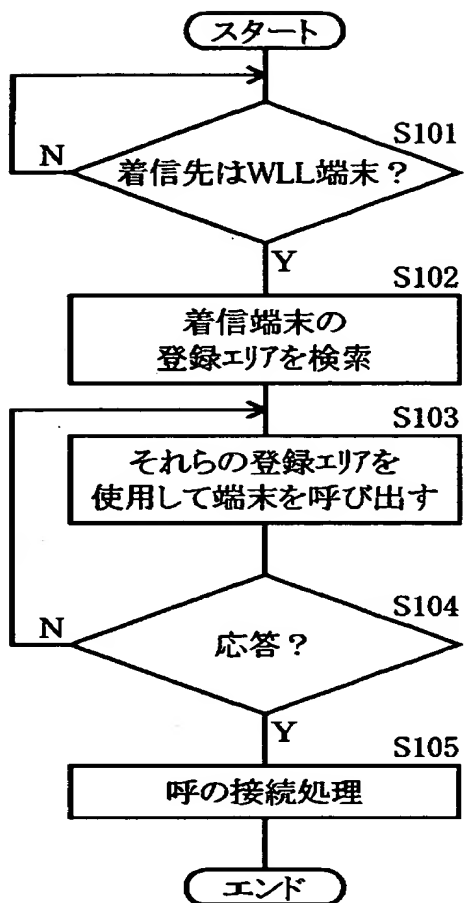 スタート
S101
N
着信先はWLL端末?
Y
S102
着信端末の
登録エリアを検索
S103
それらの登録エリアを
使用して端末を呼び出す
S104
N
応答?
Y
S105
呼の接続処理
エンド